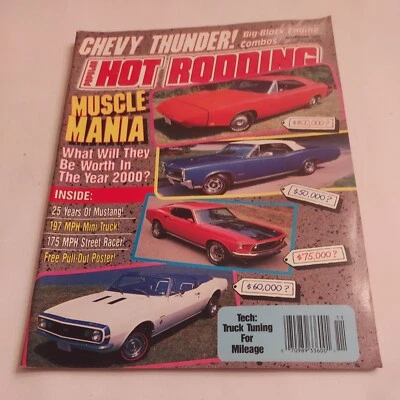 CHEVY THUNDER!
Big-Block Engine
Combos
POPULAR
HOT RODDING
MUSCLE
MANIA
What Will They
Be Worth In
The Year 2000?
$50,000?
INSIDE:
25 Years Of Mustang!
197 MPH Mini Truck!
175 MPH Street Racer!
Free Pull-Out Poster!
$75,000?
$60,000?
Tech:
Truck Tuning
For
Mileage
11